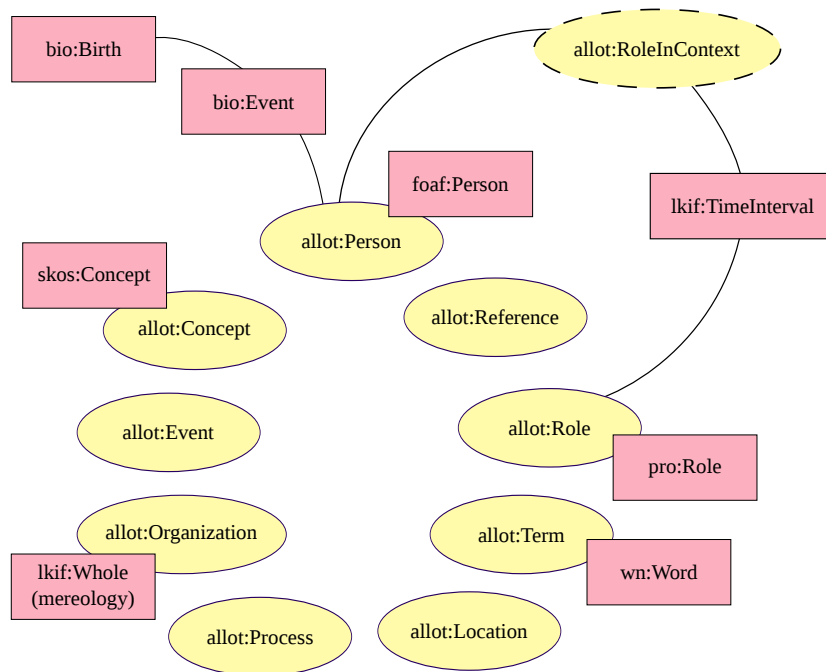 bio:Birth
allot:RoleInContext
bio:Event
foaf:Person
lkif:TimeInterval
allot:Person
skos:Concept
allot:Concept
allot:Reference
allot:Event
allot:Role
pro:Role
allot:Organization
allot:Term
lkif:Whole
(mereology)
wn:Word
allot:Process
allot:Location